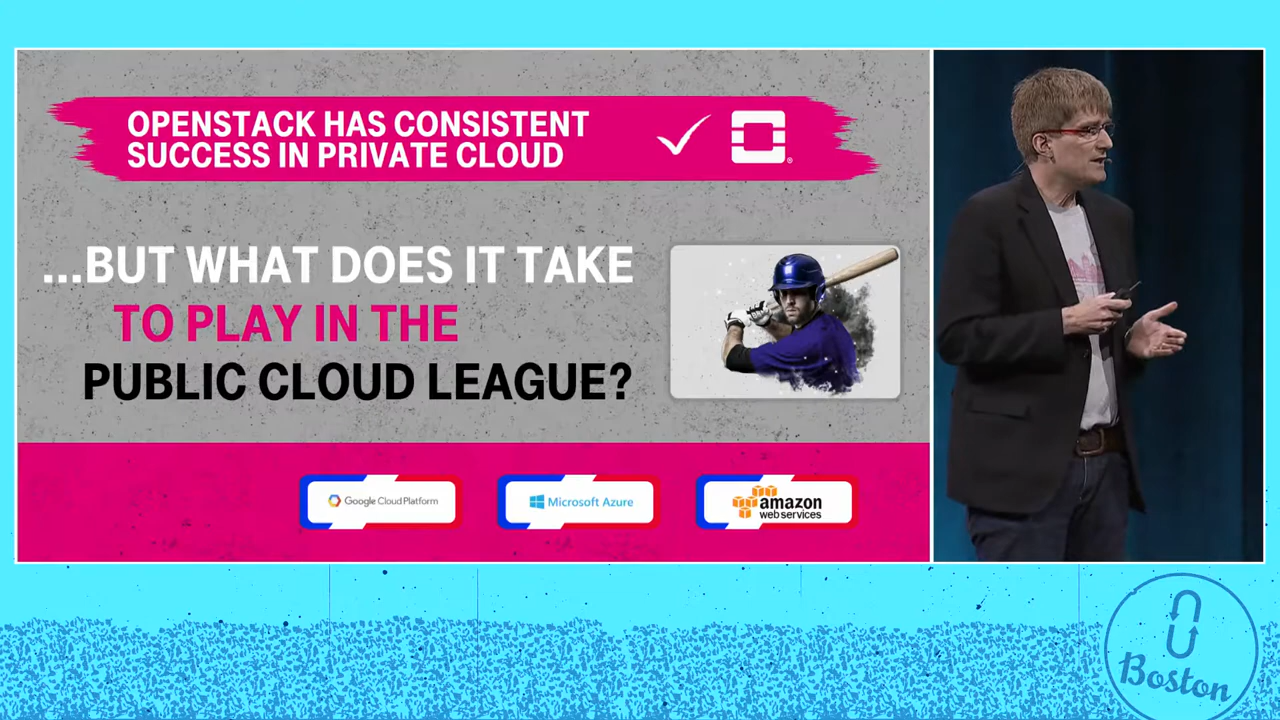 OPENSTACK HAS CONSISTENT
SUCCESS IN PRIVATE CLOUD
®
...BUT WHAT DOES IT TAKE
TO PLAY IN THE
PUBLIC CLOUD LEAGUE?
Google Cloud Platform
Microsoft Azure
amazon
web services
Boston